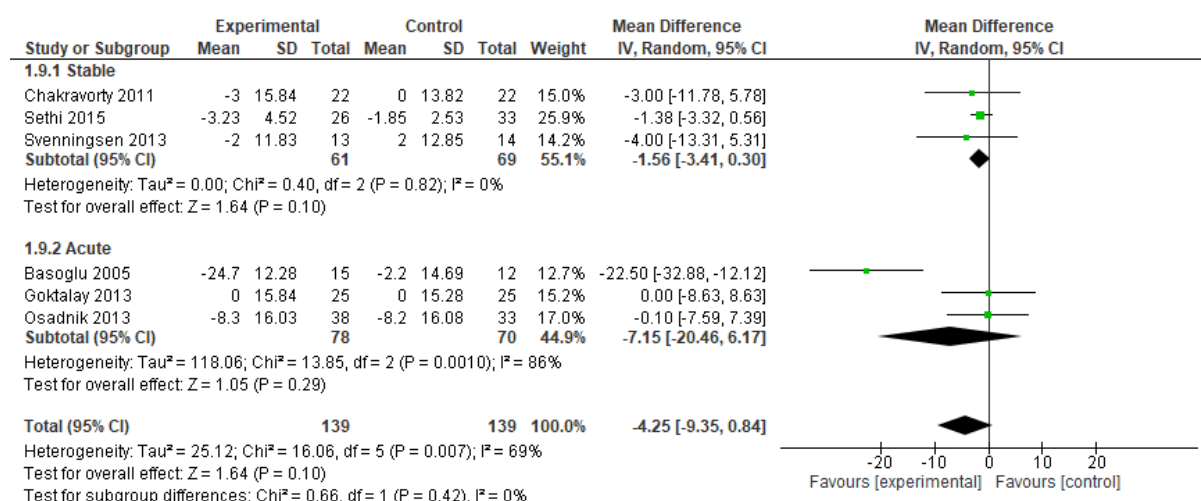 Experimental Control Mean Difference Mean Difference
Study or Subgroup Mean SD Total Mean SD Total Weight IV, Random, 95% CI IV, Random, 95% CI
1.9.1 Stable
Chakravorty 2011 -3 15.84 22 0 13.82 22 15.0% -3.00 [-11.78, 5.78]
Sethi 2015 -3.23 4.52 26 -1.85 2.53 33 25.9% -1.38 [-3.32, 0.56]
Svenningsen 2013 -2 11.83 13 2 12.85 14 14.2% -4.00 [-13.31, 5.31]
Subtotal (95% CI) 61 69 55.1% -1.56 [-3.41, 0.30]
Heterogeneity: Tau² = 0.00; Chi² = 0.40, df = 2 (P = 0.82); I² = 0%
Test for overall effect: Z = 1.64 (P = 0.10)
1.9.2 Acute
Basoglu 2005 -24.7 12.28 15 -2.2 14.69 12 12.7% -22.50 [-32.88, -12.12]
Goktalay 2013 0 15.84 25 0 15.28 25 15.2% 0.00 [-8.63, 8.63]
Osadnik 2013 -8.3 16.03 38 -8.2 16.08 33 17.0% -0.10 [-7.59, 7.39]
Subtotal (95% CI) 78 70 44.9% -7.15 [-20.46, 6.17]
Heterogeneity: Tau² = 118.06; Chi² = 13.85, df = 2 (P = 0.0010); I² = 86%
Test for overall effect: Z = 1.05 (P = 0.29)
Total (95% CI) 139 139 100.0% -4.25 [-9.35, 0.84]
Heterogeneity: Tau² = 25.12; Chi² = 16.06, df = 5 (P = 0.007); I² = 69%
Test for overall effect: Z = 1.64 (P = 0.10)
Test for subgroup differences: Chi² = 0.66, df = 1 (P = 0.42), I² = 0%
-20 -10 0 10 20
Favours [experimental] Favours [control]